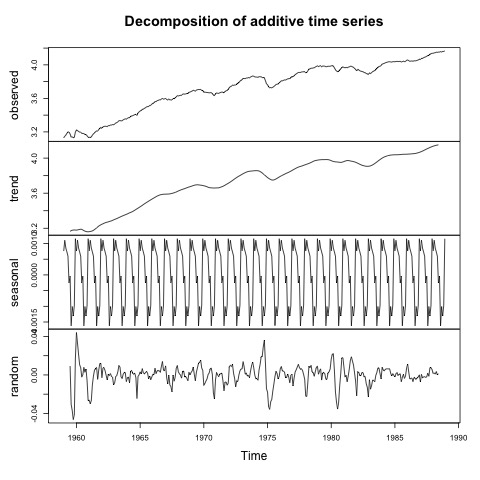 Decomposition of additive time series
observed
3.2 3.6 4.0
trend
3.2 3.6 4.0
seasonal
-0.0015 0.0000 0.0010
random
-0.04 0.00 0.04
1960 1965 1970 1975 1980 1985 1990
Time